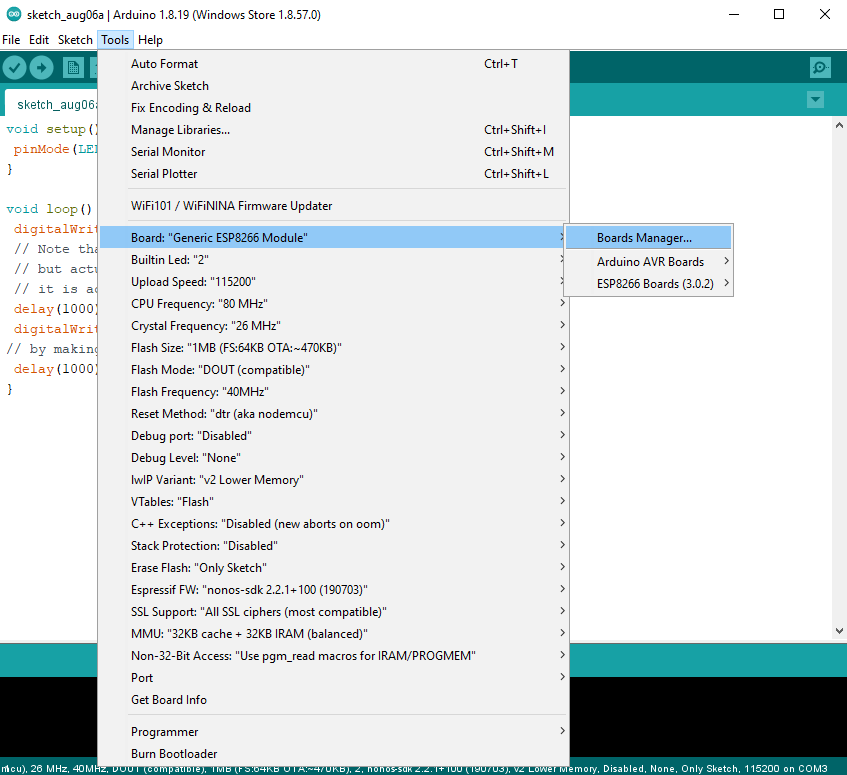 sketch_aug06a | Arduino 1.8.19 (Windows Store 1.8.57.0)
File Edit Sketch Tools Help
Auto Format Ctrl+T
Archive Sketch
Fix Encoding & Reload
Manage Libraries... Ctrl+Shift+I
Serial Monitor Ctrl+Shift+M
Serial Plotter Ctrl+Shift+L
WiFi101 / WiFiNINA Firmware Updater
Board: "Generic ESP8266 Module"
Builtin Led: "2"
Upload Speed: "115200"
CPU Frequency: "80 MHz"
Crystal Frequency: "26 MHz"
Flash Size: "1MB (FS:64KB OTA:~470KB)"
Flash Mode: "DOUT (compatible)"
Flash Frequency: "40MHz"
Reset Method: "dtr (aka nodemcu)"
Debug port: "Disabled"
Debug Level: "None"
lwIP Variant: "v2 Lower Memory"
VTables: "Flash"
C++ Exceptions: "Disabled (new aborts on oom)"
Stack Protection: "Disabled"
Erase Flash: "Only Sketch"
Espressif FW: "nonos-sdk 2.2.1+100 (190703)"
SSL Support: "All SSL ciphers (most compatible)"
MMU: "32KB cache + 32KB IRAM (balanced)"
Non-32-Bit Access: "Use pgm_read macros for IRAM/PROGMEM"
Port
Get Board Info
Programmer
Burn Bootloader
Boards Manager...
Arduino AVR Boards
ESP8266 Boards (3.0.2)
sketch_aug06a
void setup()
pinMode(LE
}
void loop()
digitalWrit
// Note tha
// but actu
// it is ac
delay(1000)
digitalWrit
// by making
delay(1000)
}
mcu), 26 MHz, 40MHz, DOUT (compatible), 1MB (FS:64KB OTA:~470KB), 2, nonos-sdk 2.2.1+100 (190703), v2 Lower Memory, Disabled, None, Only Sketch, 115200 on COM3